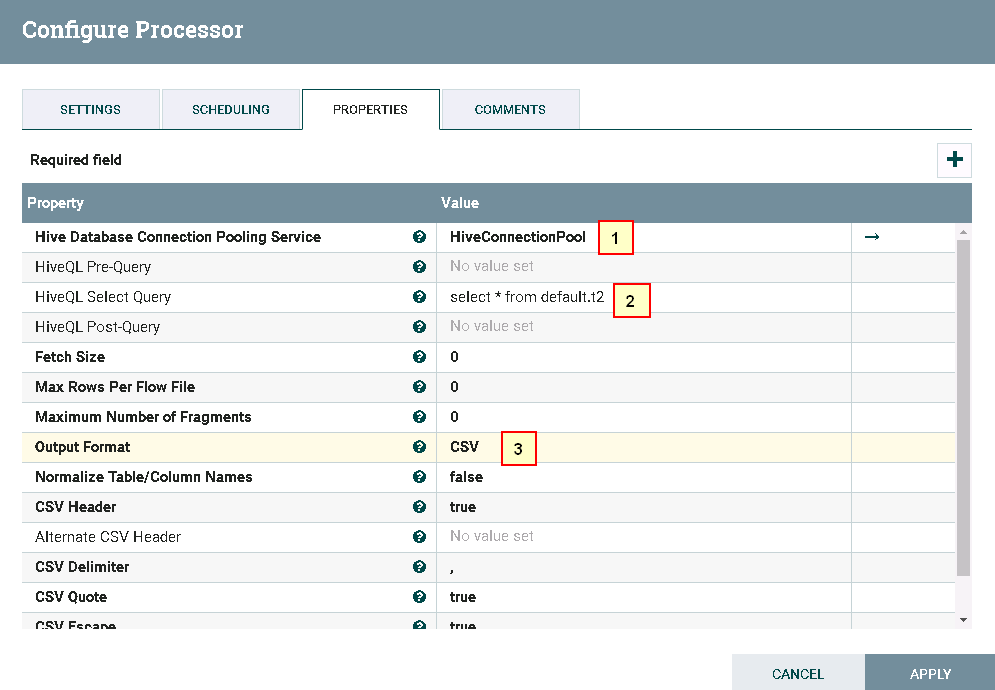 Configure Processor
SETTINGS SCHEDULING PROPERTIES COMMENTS
Required field
Property Value
Hive Database Connection Pooling Service HiveConnectionPool 1
HiveQL Pre-Query No value set
HiveQL Select Query select * from default.t2 2
HiveQL Post-Query No value set
Fetch Size 0
Max Rows Per Flow File 0
Maximum Number of Fragments 0
Output Format CSV 3
Normalize Table/Column Names false
CSV Header true
Alternate CSV Header No value set
CSV Delimiter ,
CSV Quote true
CSV Escape true
CANCEL APPLY